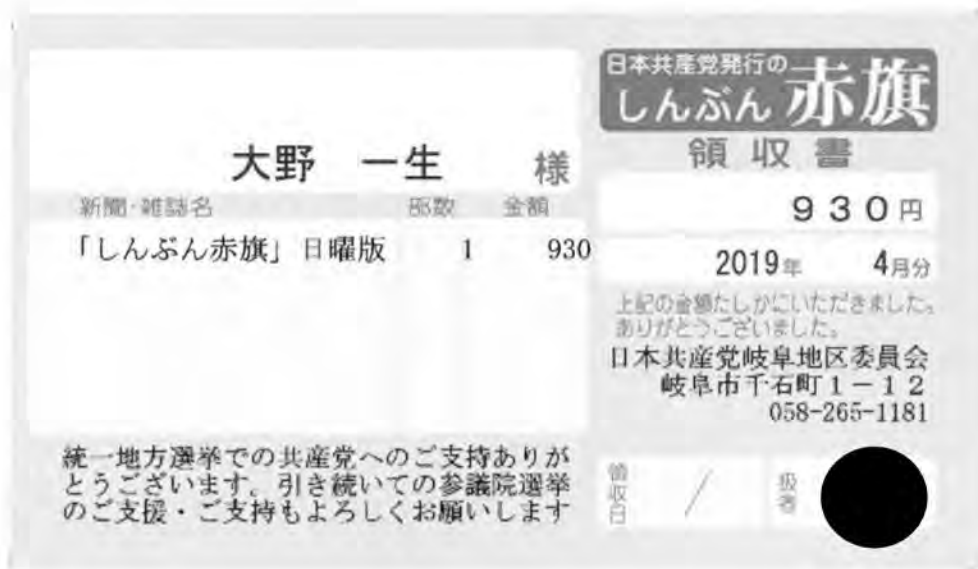 大野 一生 様
新聞・雑誌名 部数 金額
「しんぶん赤旗」日曜版 1 930
統一地方選挙での共産党へのご支持ありが
とうございます。引き続いての参議院選挙
のご支援・ご支持もよろしくお願いします
日本共産党発行の
しんぶん赤旗
領収書
930円
2019年 4月分
上記の金額たしかにいただきました。
ありがとうございました。
日本共産党岐阜地区委員会
岐阜市千石町1-12
058-265-1181
領収日 / 扱者